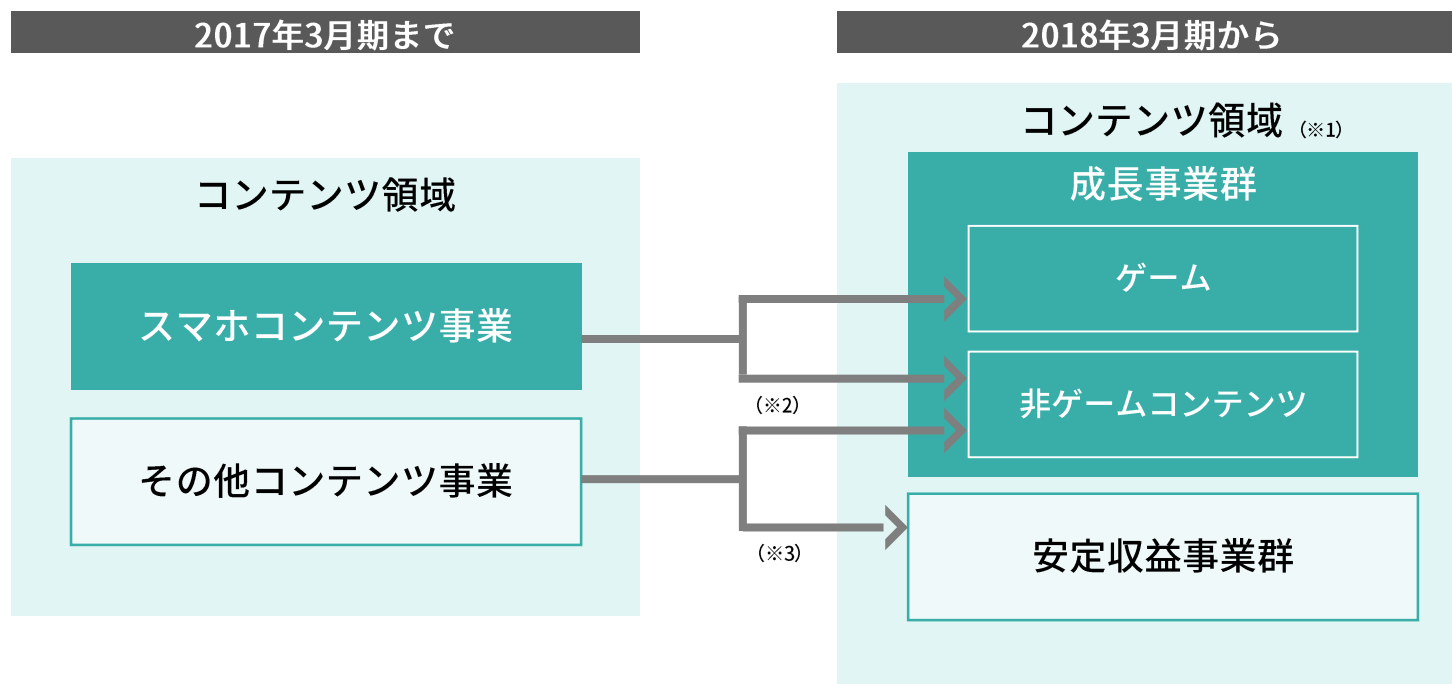 2017年3月期まで
コンテンツ領域
スマホコンテンツ事業
その他コンテンツ事業
(※2)
(※3)
2018年3月期から
コンテンツ領域 (※1)
成長事業群
ゲーム
非ゲームコンテンツ
安定収益事業群